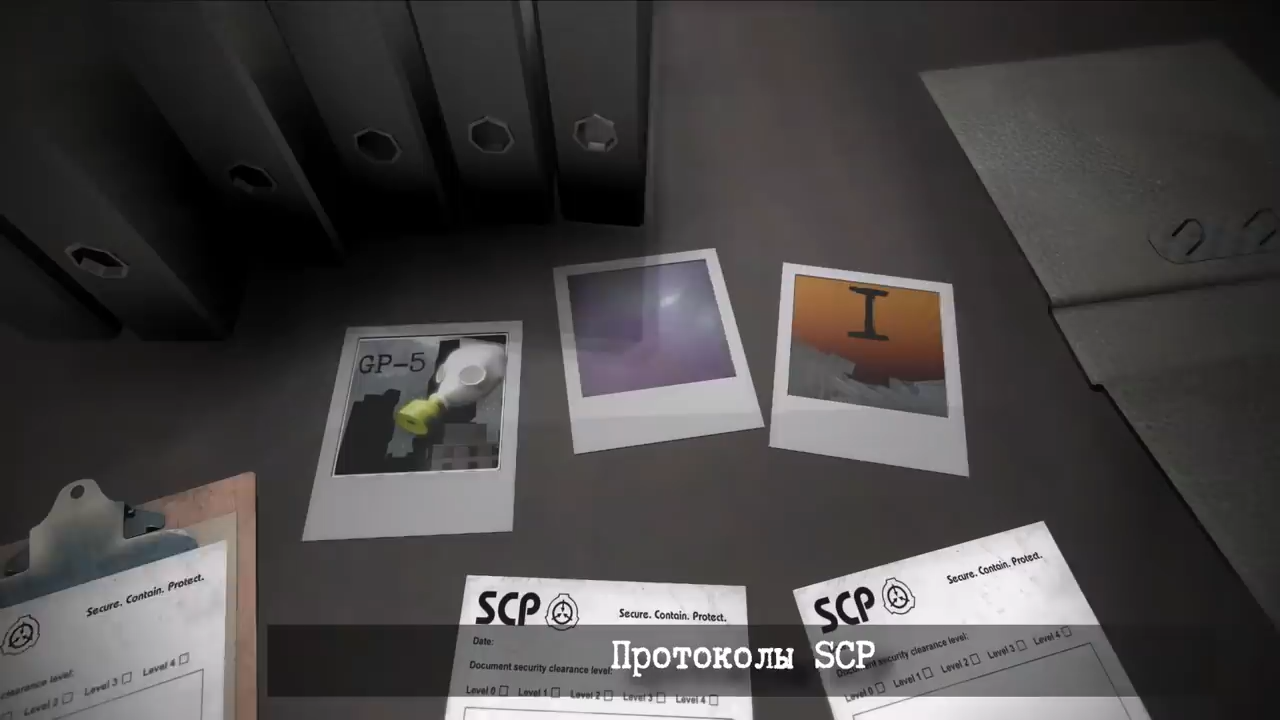 GP-5
I
Secure. Contain. Protect.
clearance level:
Level 2 Level 3 Level 4
SCP
Secure. Contain. Protect.
Date:
Document security clearance level:
Level 0 Level 1 Level 2 Level 3 Level 4
SCP
Secure. Contain. Protect.
Document security clearance level:
Level 0 Level 1 Level 2 Level 3 Level 4
Протоколы SCP